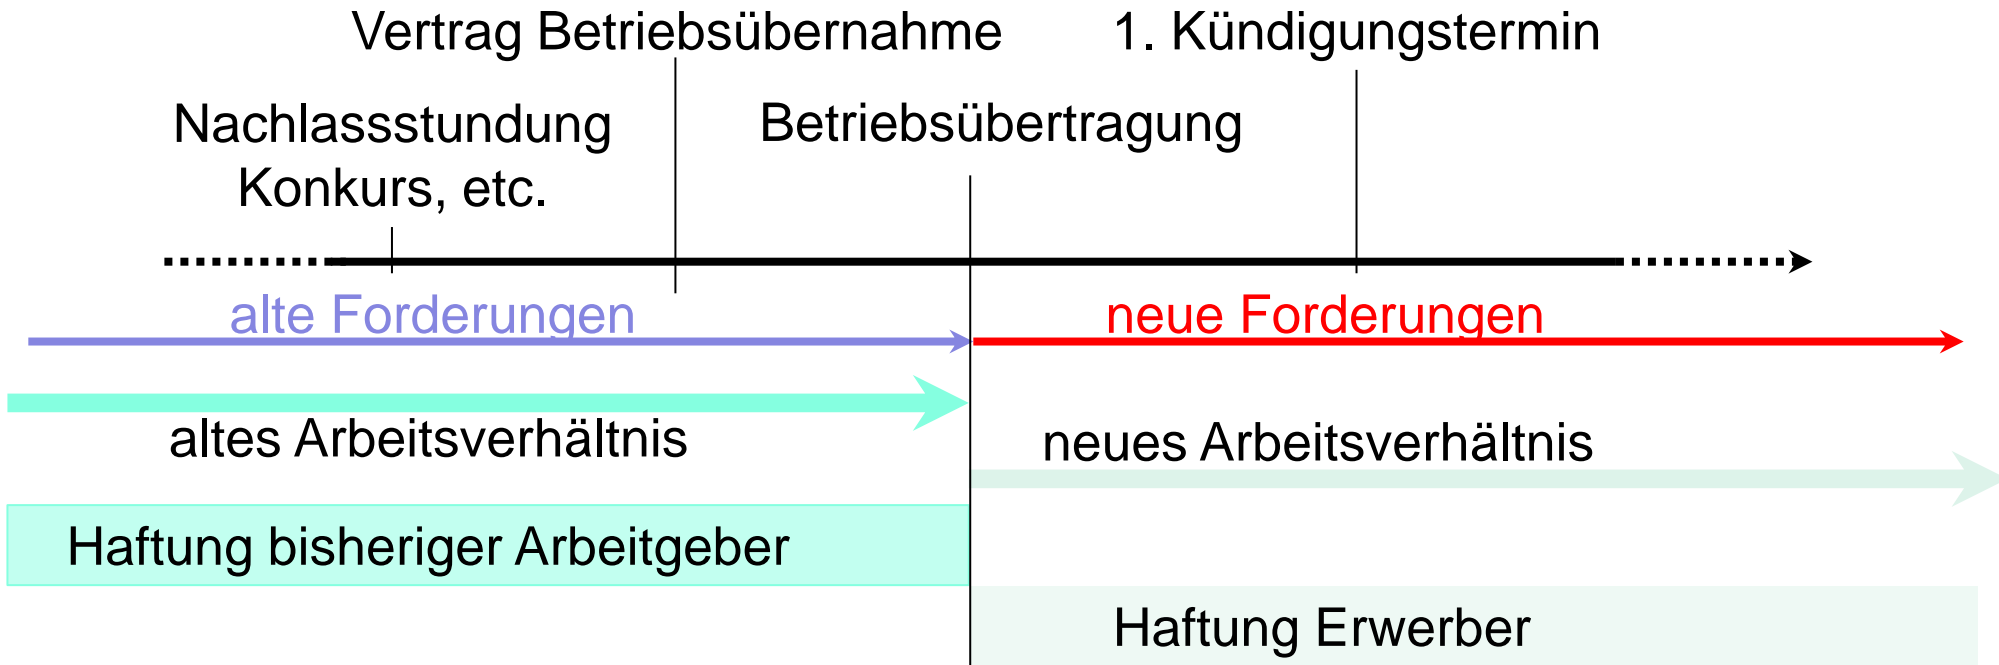 Vertrag Betriebsübernahme
1. Kündigungstermin
Nachlassstundung
Konkurs, etc.
Betriebsübertragung
alte Forderungen
neue Forderungen
altes Arbeitsverhältnis
neues Arbeitsverhältnis
Haftung bisheriger Arbeitgeber
Haftung Erwerber